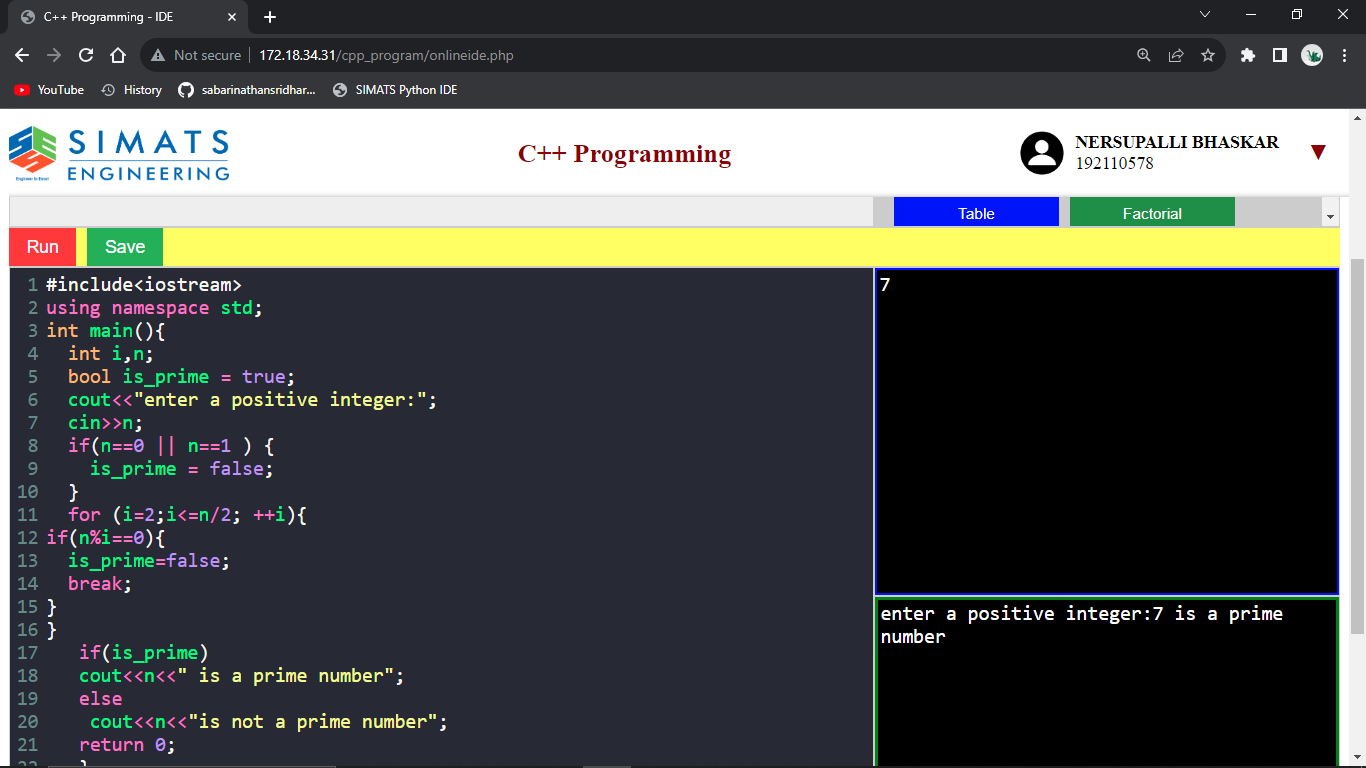 C++ Programming - IDE
Not secure 172.18.34.31/cpp_program/onlineide.php
YouTube History sabarinathansridhar... SIMATS Python IDE
SIMATS
ENGINEERING
Engineer to Excel
C++ Programming
NERSUPALLI BHASKAR
192110578
Table Factorial
Run Save
1 #include<iostream>
2 using namespace std;
3 int main(){
4   int i,n;
5   bool is_prime = true;
6   cout<<"enter a positive integer:";
7   cin>>n;
8   if(n==0 || n==1 ) {
9     is_prime = false;
10   }
11   for (i=2;i<=n/2; ++i){
12 if(n%i==0){
13   is_prime=false;
14   break;
15 }
16 }
17    if(is_prime)
18    cout<<n<<" is a prime number";
19    else
20     cout<<n<<"is not a prime number";
21    return 0;
22    }
7
enter a positive integer:7 is a prime
number